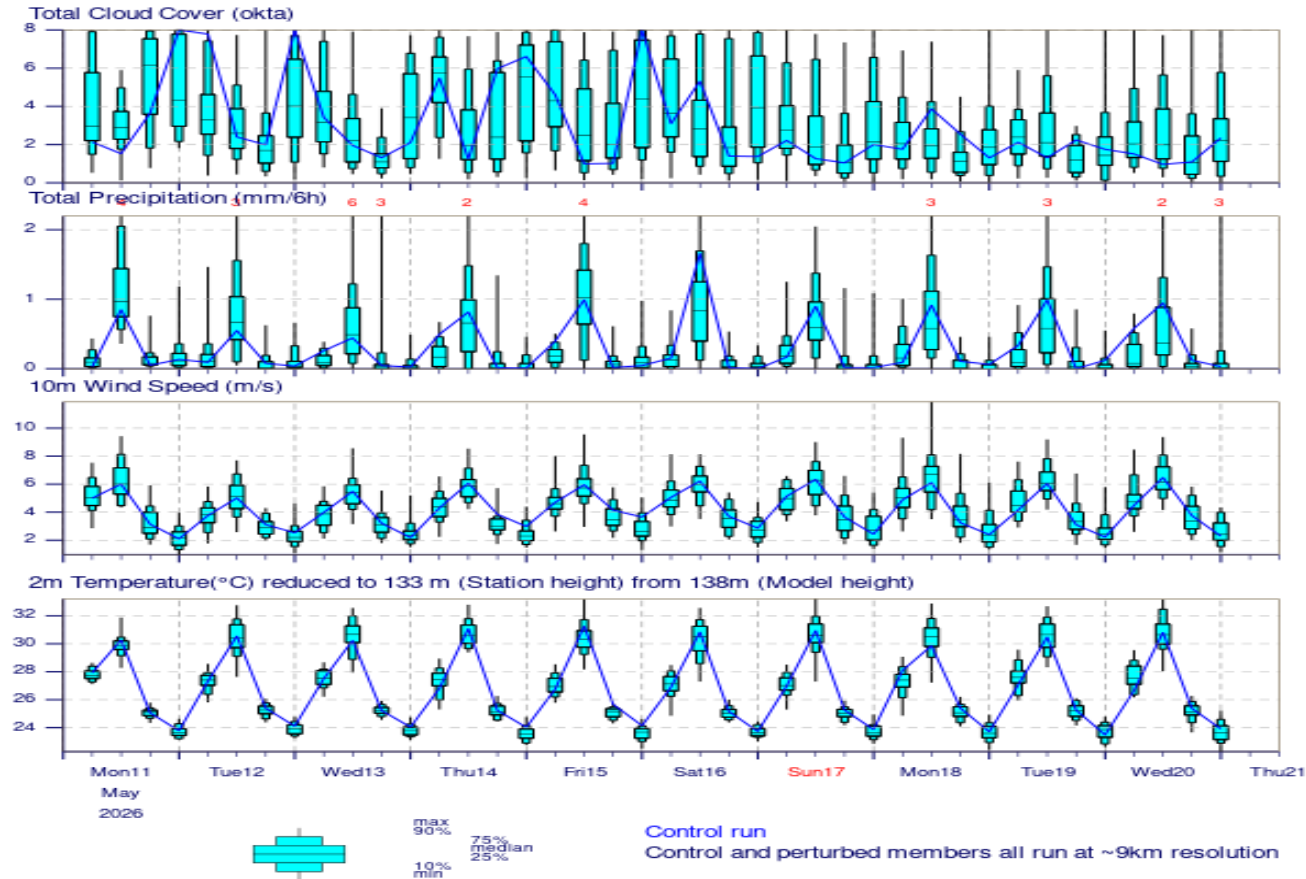 Total Cloud Cover (okta)
8
6
4
2
0
Total Precipitation (mm/6h)
3 6 3 2 4 3 3 2 3
2
1
0
10m Wind Speed (m/s)
10
8
6
4
2
2m Temperature(°C) reduced to 133 m (Station height) from 138m (Model height)
32
30
28
26
24
Mon11 Tue12 Wed13 Thu14 Fri15 Sat16 Sun17 Mon18 Tue19 Wed20 Thu21
May
2026
max
90%
75%
median
25%
10%
min
Control run
Control and perturbed members all run at ~9km resolution